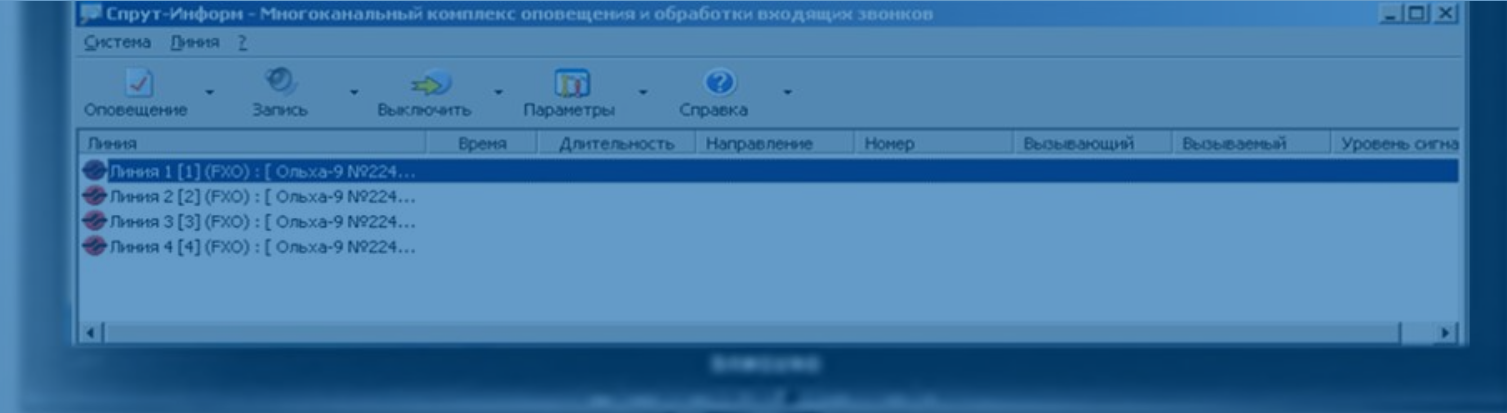 Спрут-Информ - Многоканальный комплекс оповещения и обработки входящих звонков
Система Линия ?
Оповещение Запись Выключить Параметры Справка
Линия Время Длительность Направление Номер Вызывающий Вызываемый Уровень сигна
Линия 1 [1] (FXO) : [ Ольха-9 №224...
Линия 2 [2] (FXO) : [ Ольха-9 №224...
Линия 3 [3] (FXO) : [ Ольха-9 №224...
Линия 4 [4] (FXO) : [ Ольха-9 №224...
SAMSUNG